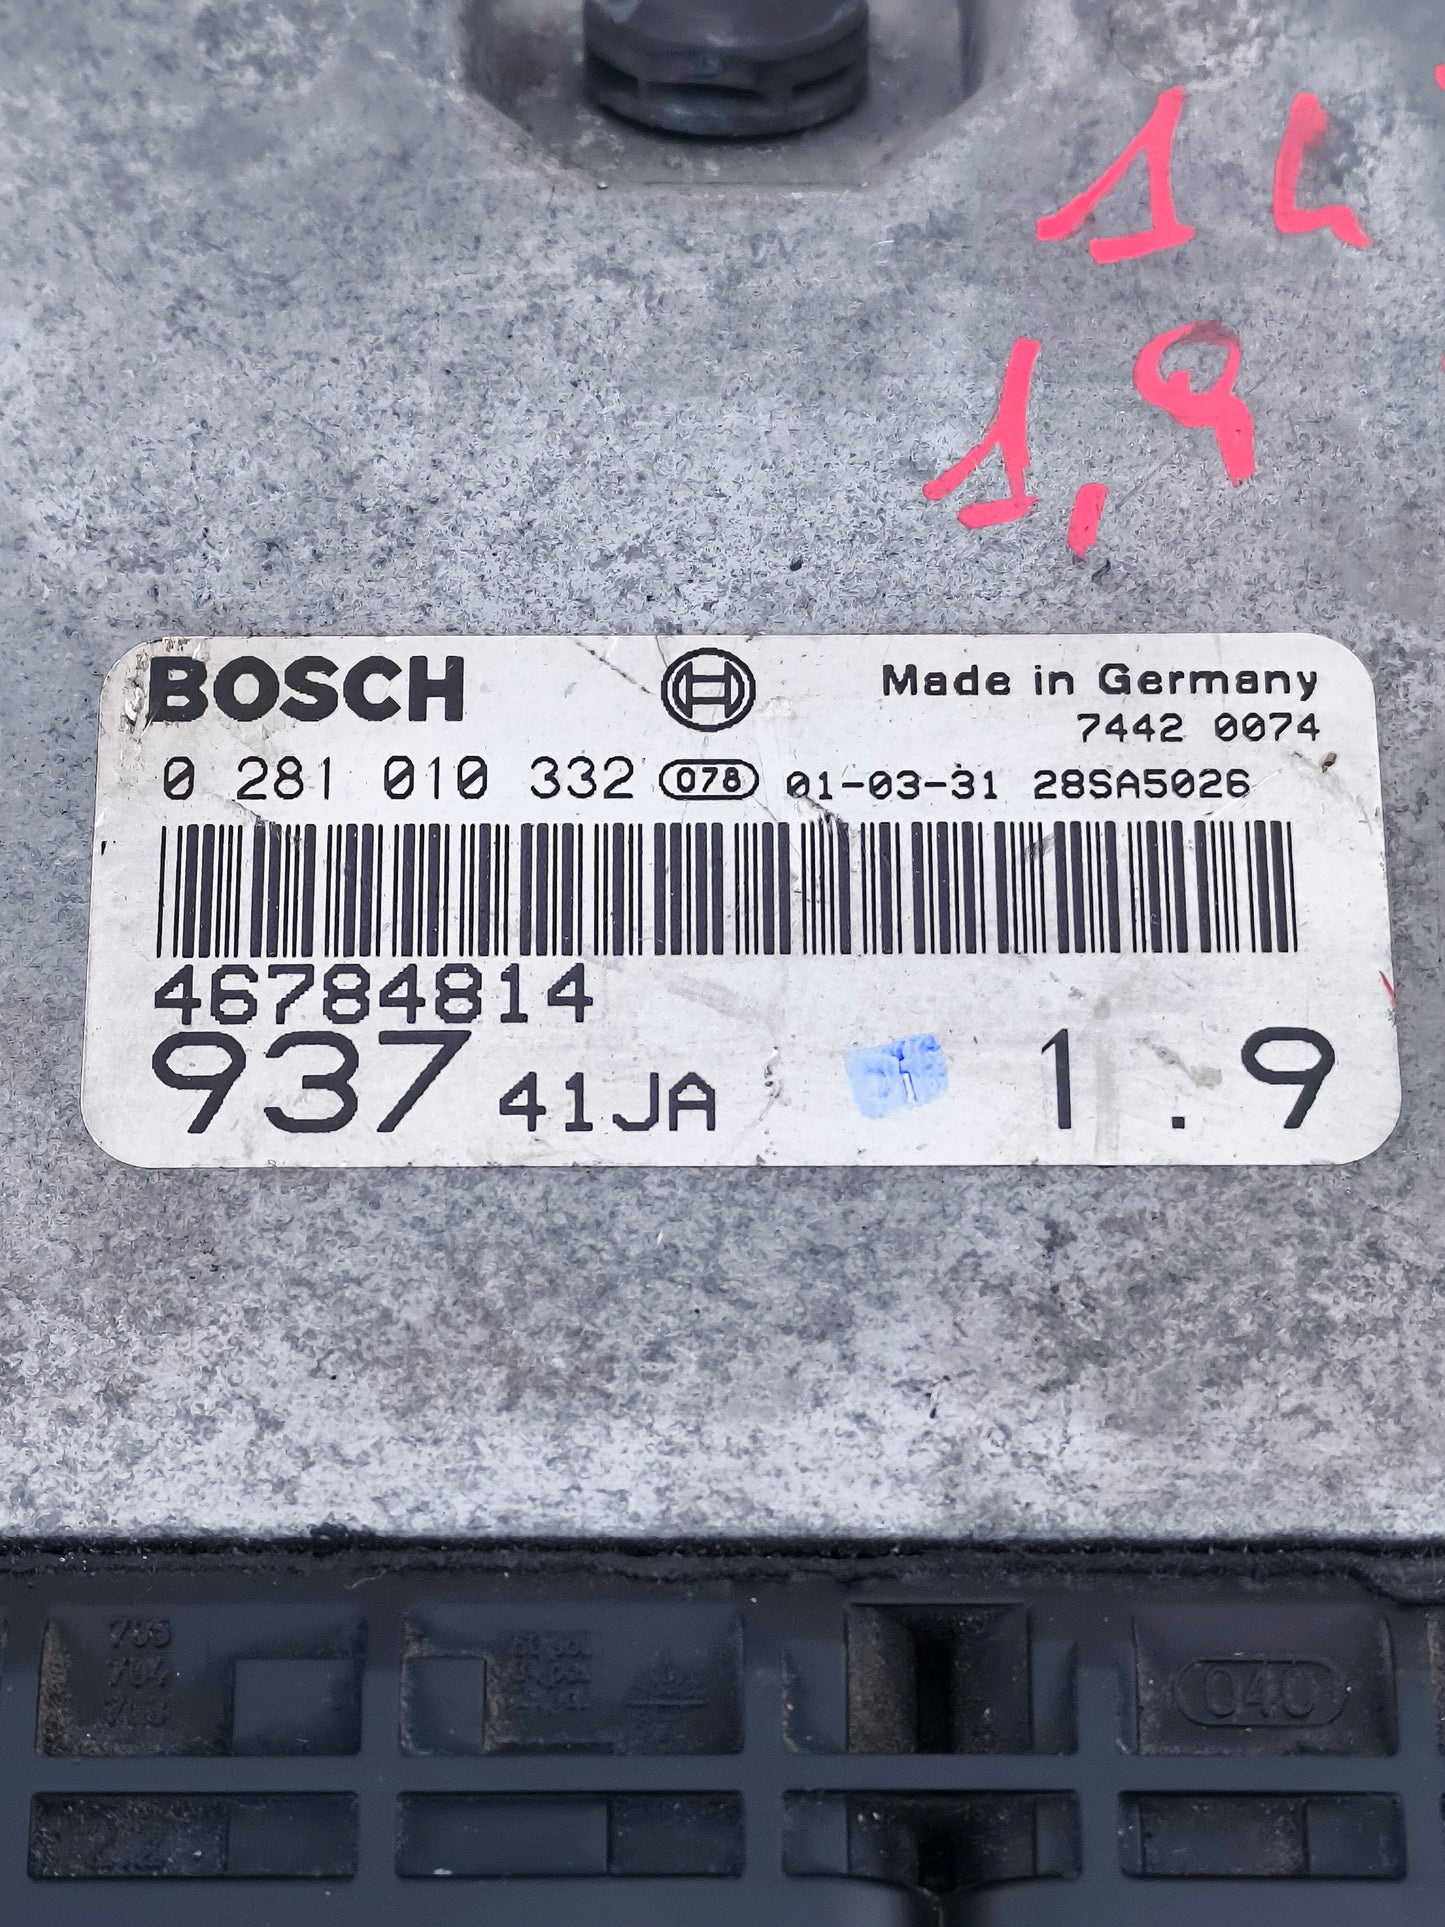 14
1,9
BOSCH
Made in Germany
7442 0074
0 281 010 332 078 01-03-31 28SA5026
46784814
937 41JA 1.9
040